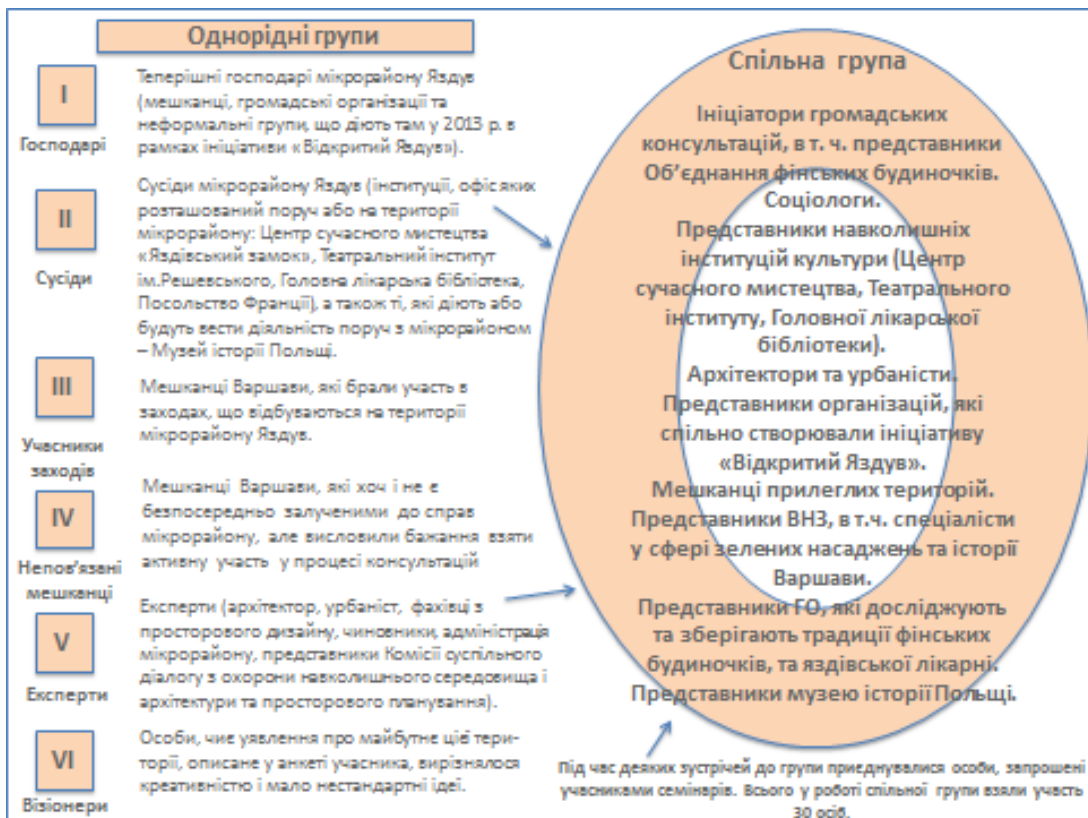 Однорідні групи
I
Господарі
Теперішні господарі мікрорайону Яздув
(мешканці, громадські організації та
неформальні групи, що діють там у 2013 р. в
рамках ініціативи «Відкритий Яздув»).
II
Сусіди
Сусіди мікрорайону Яздув (інституції, офіс яких
розташований поруч або на території
мікрорайону: Центр сучасного мистецтва
«Яздівський замок», Театральний інститут
ім.Решевського, Головна лікарська бібліотека,
Посольство Франції), а також ті, які діють або
будуть вести діяльність поруч з мікрорайоном
– Музей історії Польщі.
III
Учасники
заходів
Мешканці Варшави, які брали участь в
заходах, що відбуваються на території
мікрорайону Яздув.
IV
Непов'язані
мешканці
Мешканці Варшави, які хоч і не є
безпосередньо залученими до справ
мікрорайону, але висловили бажання взяти
активну участь у процесі консультацій
V
Експерти
Експерти (архітектор, урбаніст, фахівці з
просторового дизайну, чиновники, адміністрація
мікрорайону, представники Комісії суспільного
діалогу з охорони навколишнього середовища і
архітектури та просторового планування).
VI
Візіонери
Особи, чиє уявлення про майбутнє цієї тери-
торії, описане у анкеті учасника, вирізнялося
креативністю і мало нестандартні ідеї.
Спільна група
Ініціатори громадських
консультацій, в т. ч. представники
Об'єднання фінських будиночків.
Соціологи.
Представники навколишніх
інституцій культури (Центр
сучасного мистецтва, Театрального
інституту, Головної лікарської
бібліотеки).
Архітектори та урбаністи.
Представники організацій, які
спільно створювали ініціативу
«Відкритий Яздув».
Мешканці прилеглих територій.
Представники ВНЗ, в т.ч. спеціалісти
у сфері зелених насаджень та історії
Варшави.
Представники ГО, які досліджують
та зберігають традиції фінських
будиночків, та яздівської лікарні.
Представники музею історії Польщі.
Під час деяких зустрічей до групи приєднувалися особи, запрошені
учасниками семінарів. Всього у роботі спільної групи взяли участь
30 осіб.